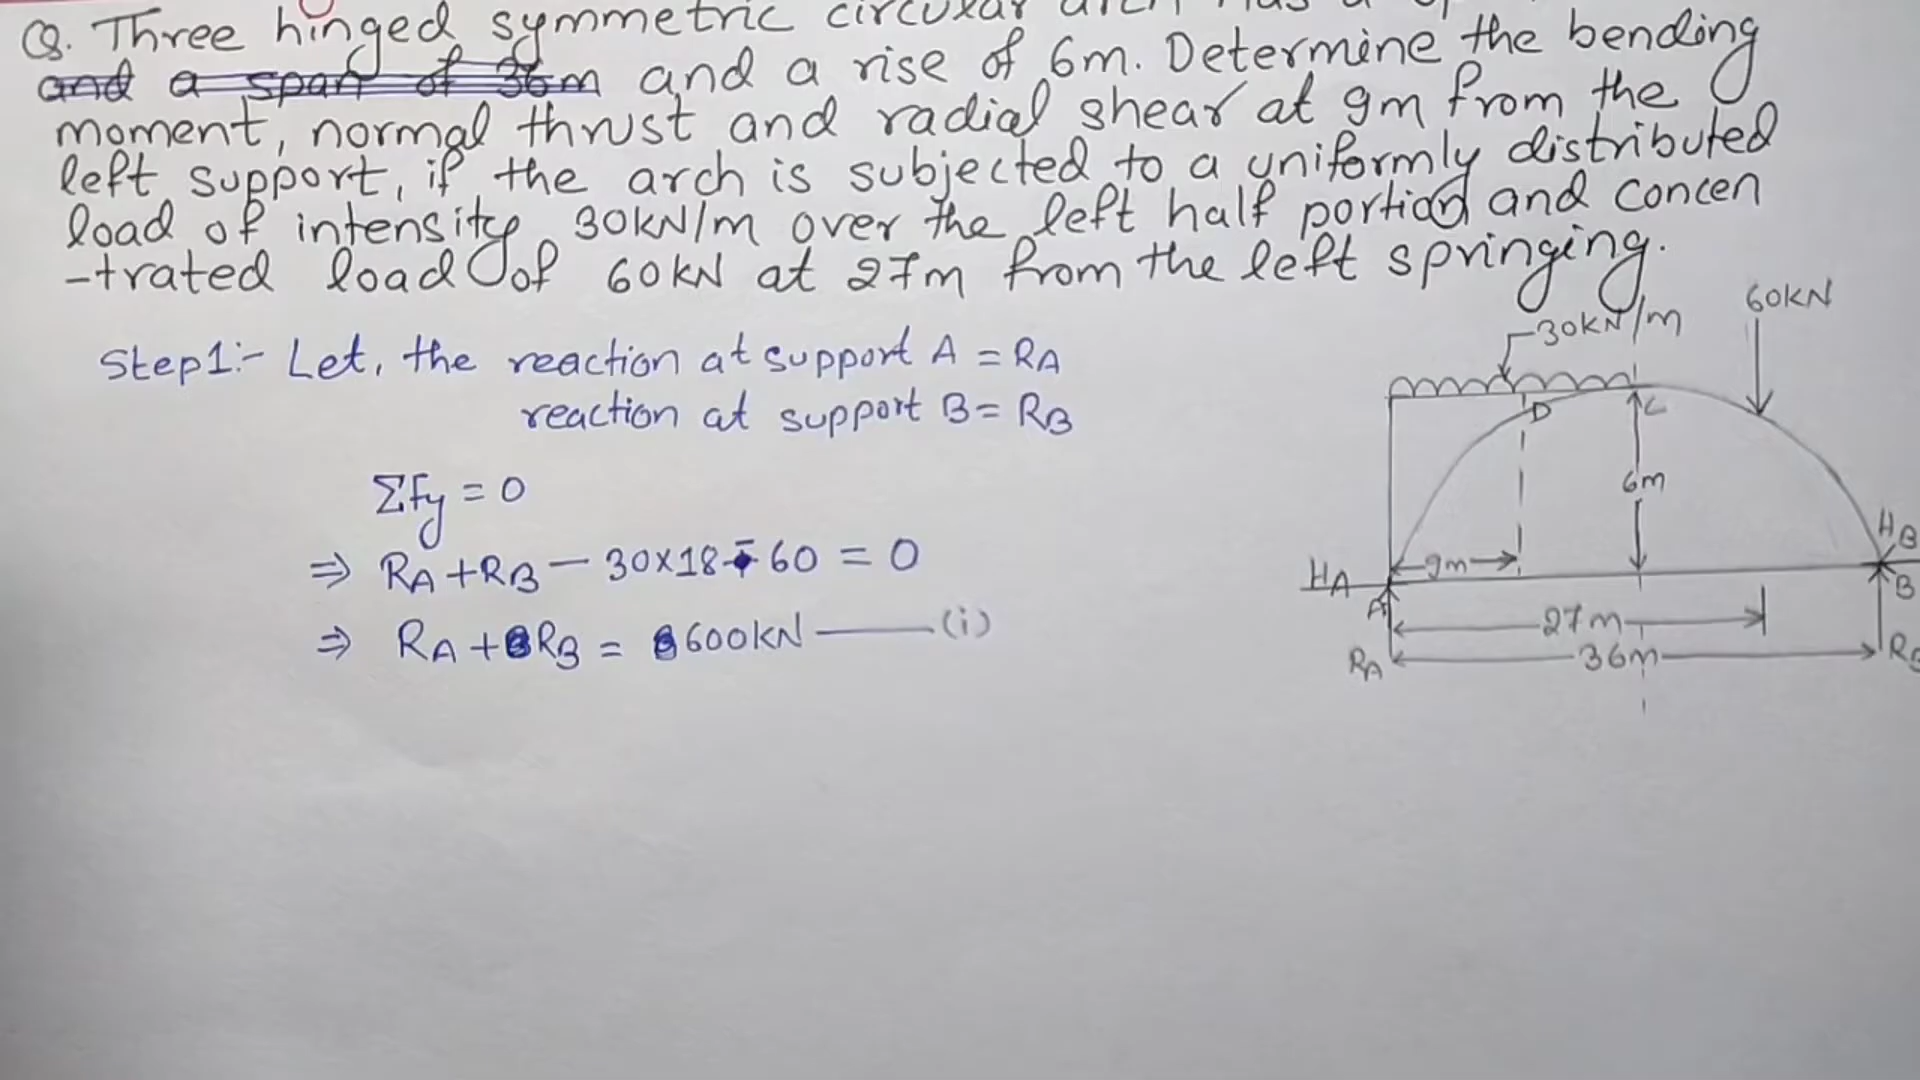 Q. Three hinged symmetric circular arch has a
and a span of 36m and a rise of 6m. Determine the bending
moment, normal thrust and radial shear at 9m from the
left support, if the arch is subjected to a uniformly distributed
load of intensity 30kN/m over the left half portion and concen
-trated load of 60kN at 27m from the left springing.
60kN
30kN/m
Step1:- Let, the reaction at support A = RA
reaction at support B = RB
D
C
ΣFy = 0
6m
HB
⇒ RA+RB - 30x18 - 60 = 0
HA
9m
A
B
⇒ RA+RB = 600kN ——— (i)
27m
RA
36m